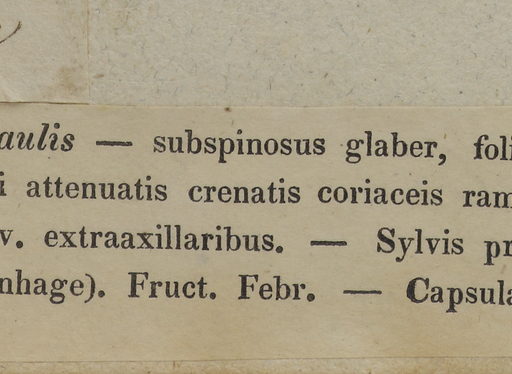 aulis — subspinosus glaber, foli
i attenuatis crenatis coriaceis ram
v. extraaxillaribus. — Sylvis pr
nhage). Fruct. Febr. — Capsula